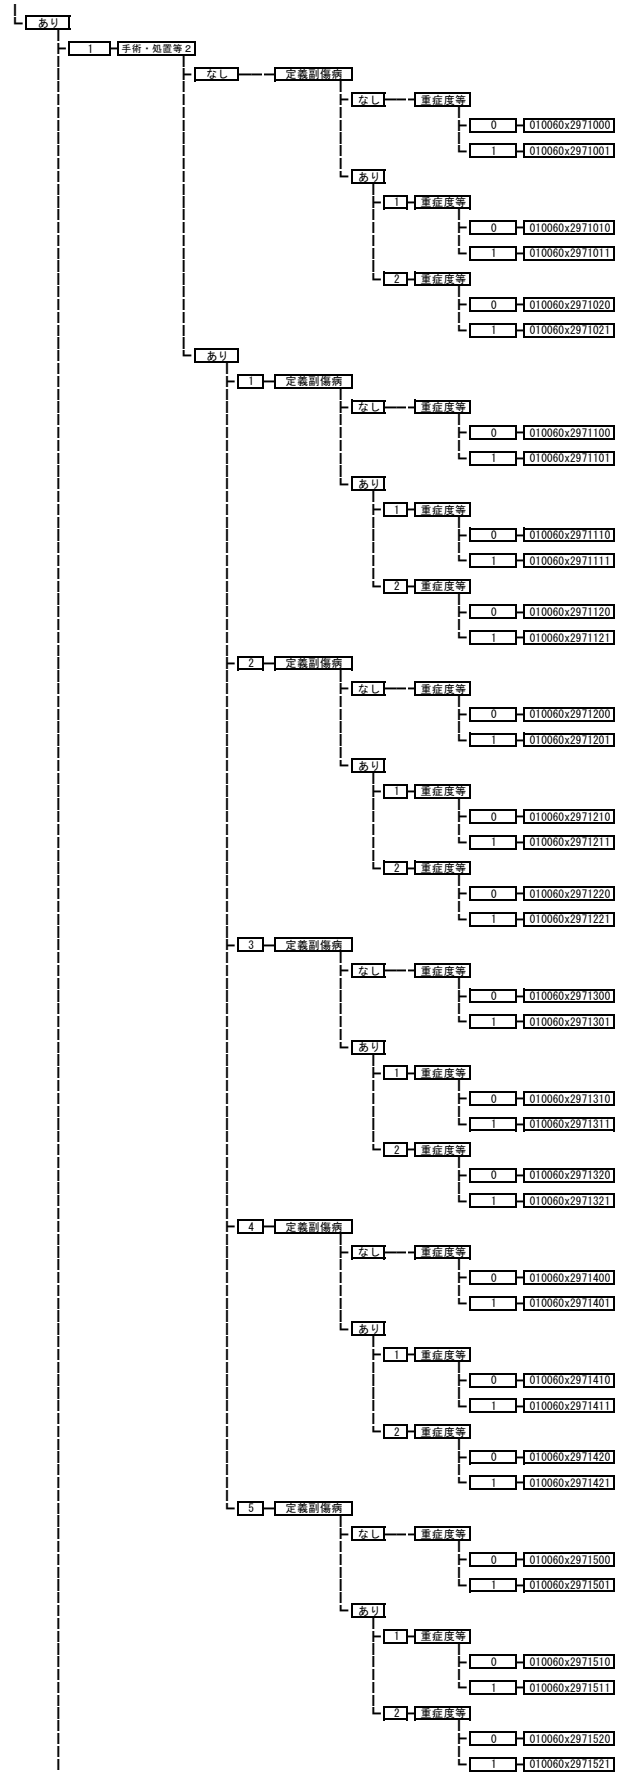 あり
1 手術・処置等2
なし 定義副傷病
なし 重症度等
0 010060x2971000
1 010060x2971001
あり
1 重症度等
0 010060x2971010
1 010060x2971011
2 重症度等
0 010060x2971020
1 010060x2971021
あり
1 定義副傷病
なし 重症度等
0 010060x2971100
1 010060x2971101
あり
1 重症度等
0 010060x2971110
1 010060x2971111
2 重症度等
0 010060x2971120
1 010060x2971121
2 定義副傷病
なし 重症度等
0 010060x2971200
1 010060x2971201
あり
1 重症度等
0 010060x2971210
1 010060x2971211
2 重症度等
0 010060x2971220
1 010060x2971221
3 定義副傷病
なし 重症度等
0 010060x2971300
1 010060x2971301
あり
1 重症度等
0 010060x2971310
1 010060x2971311
2 重症度等
0 010060x2971320
1 010060x2971321
4 定義副傷病
なし 重症度等
0 010060x2971400
1 010060x2971401
あり
1 重症度等
0 010060x2971410
1 010060x2971411
2 重症度等
0 010060x2971420
1 010060x2971421
5 定義副傷病
なし 重症度等
0 010060x2971500
1 010060x2971501
あり
1 重症度等
0 010060x2971510
1 010060x2971511
2 重症度等
0 010060x2971520
1 010060x2971521